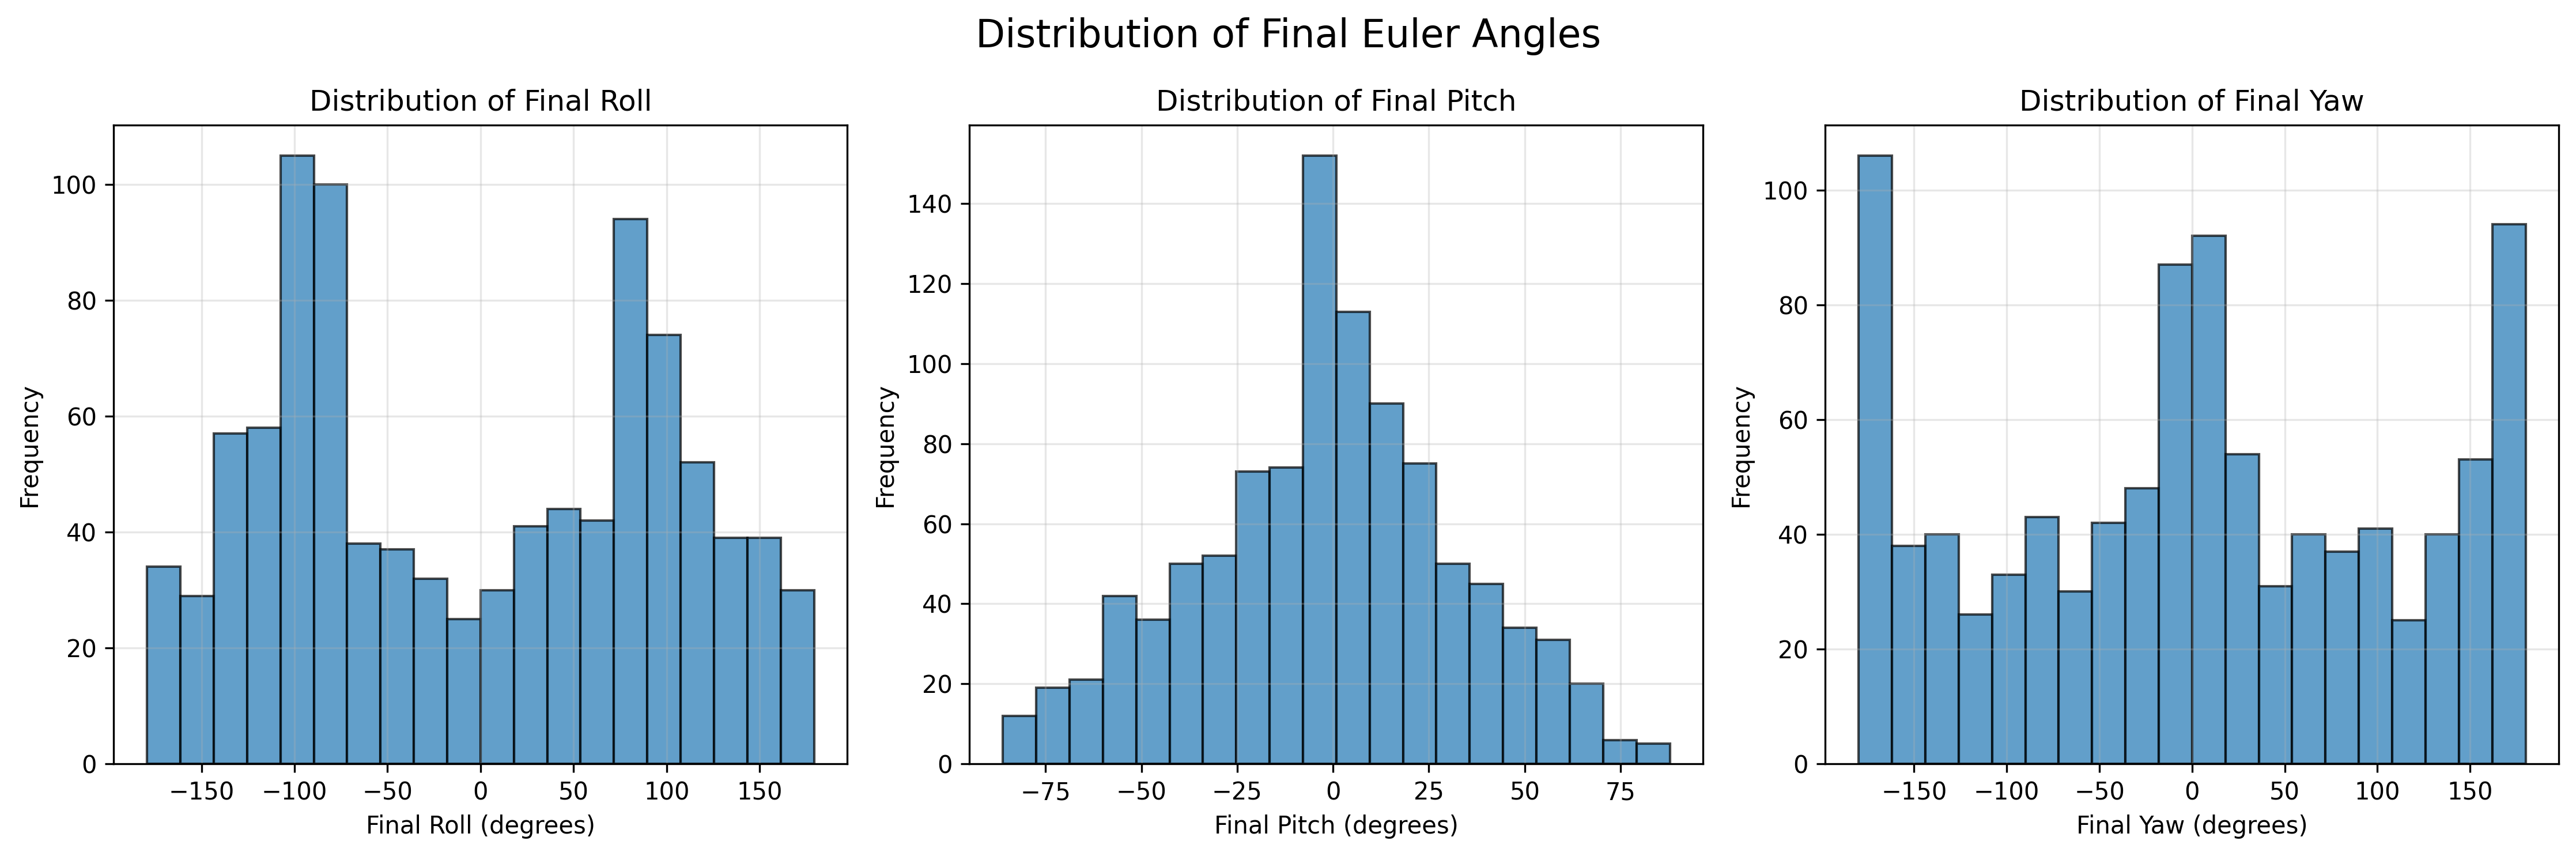 Distribution of Final Euler Angles
Distribution of Final Roll
Frequency
100
80
60
40
20
0
−150 −100 −50 0 50 100 150
Final Roll (degrees)
Distribution of Final Pitch
Frequency
140
120
100
80
60
40
20
0
−75 −50 −25 0 25 50 75
Final Pitch (degrees)
Distribution of Final Yaw
Frequency
100
80
60
40
20
0
−150 −100 −50 0 50 100 150
Final Yaw (degrees)